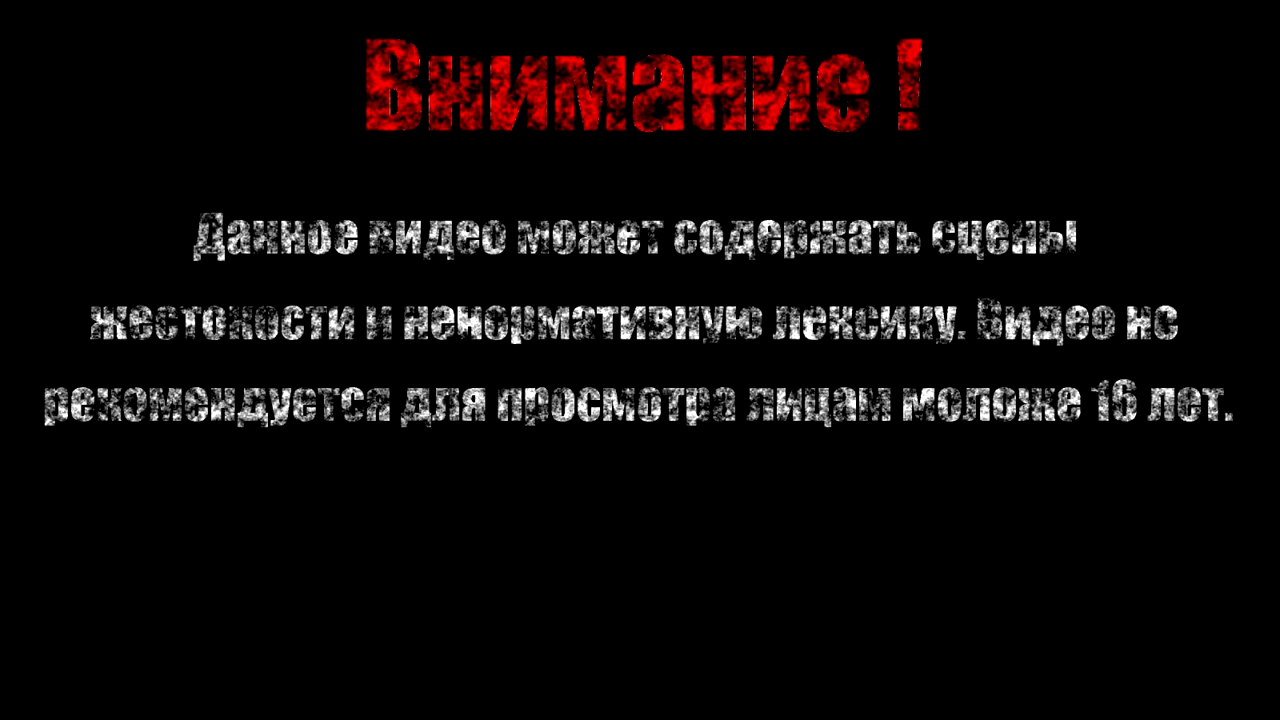 Внимание !
Данное видео может содержать сцены
жестокости и ненормативную лексику. Видео не
рекомендуется для просмотра лицам моложе 16 лет.